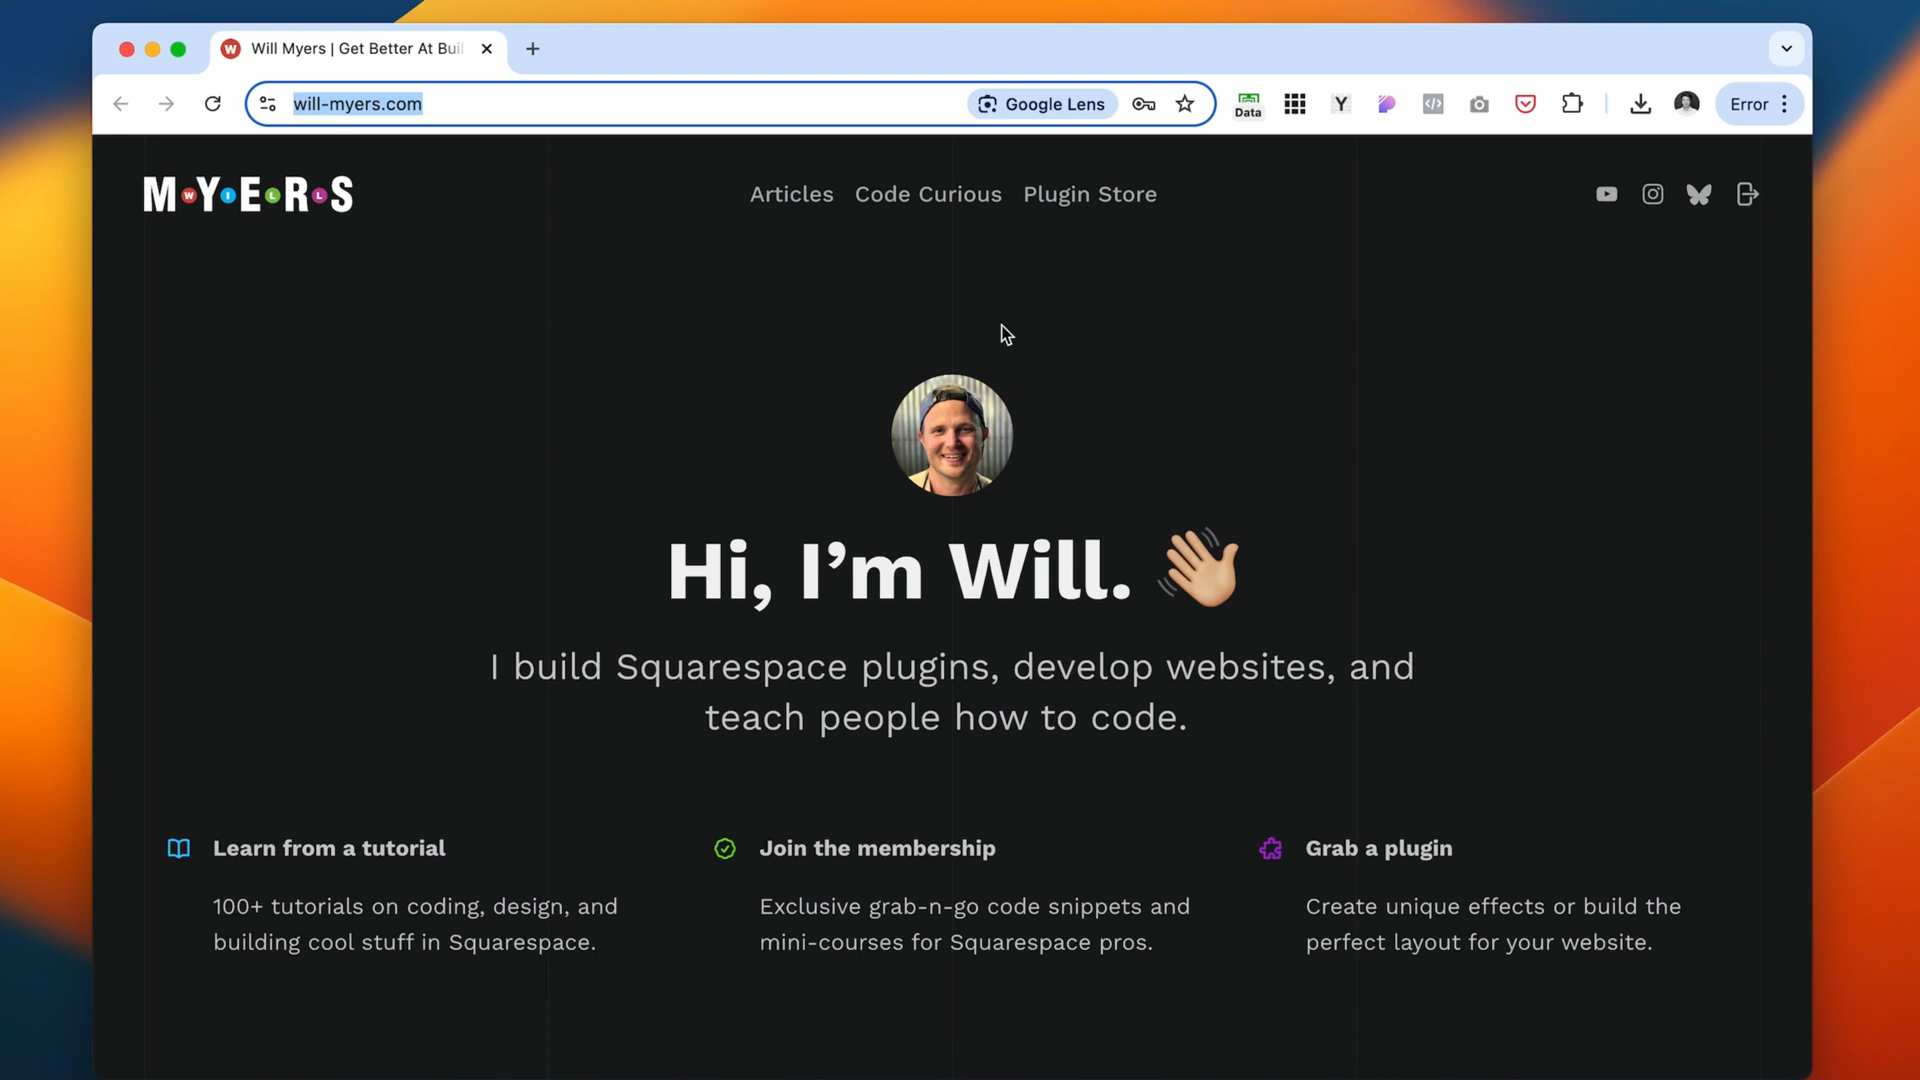 Will Myers | Get Better At Buil
will-myers.com
Google Lens
Data
Y
</>
Error
MWYIELRLS
Articles
Code Curious
Plugin Store
Hi, I’m Will. 👋🏼
I build Squarespace plugins, develop websites, and
teach people how to code.
Learn from a tutorial
100+ tutorials on coding, design, and
building cool stuff in Squarespace.
Join the membership
Exclusive grab-n-go code snippets and
mini-courses for Squarespace pros.
Grab a plugin
Create unique effects or build the
perfect layout for your website.